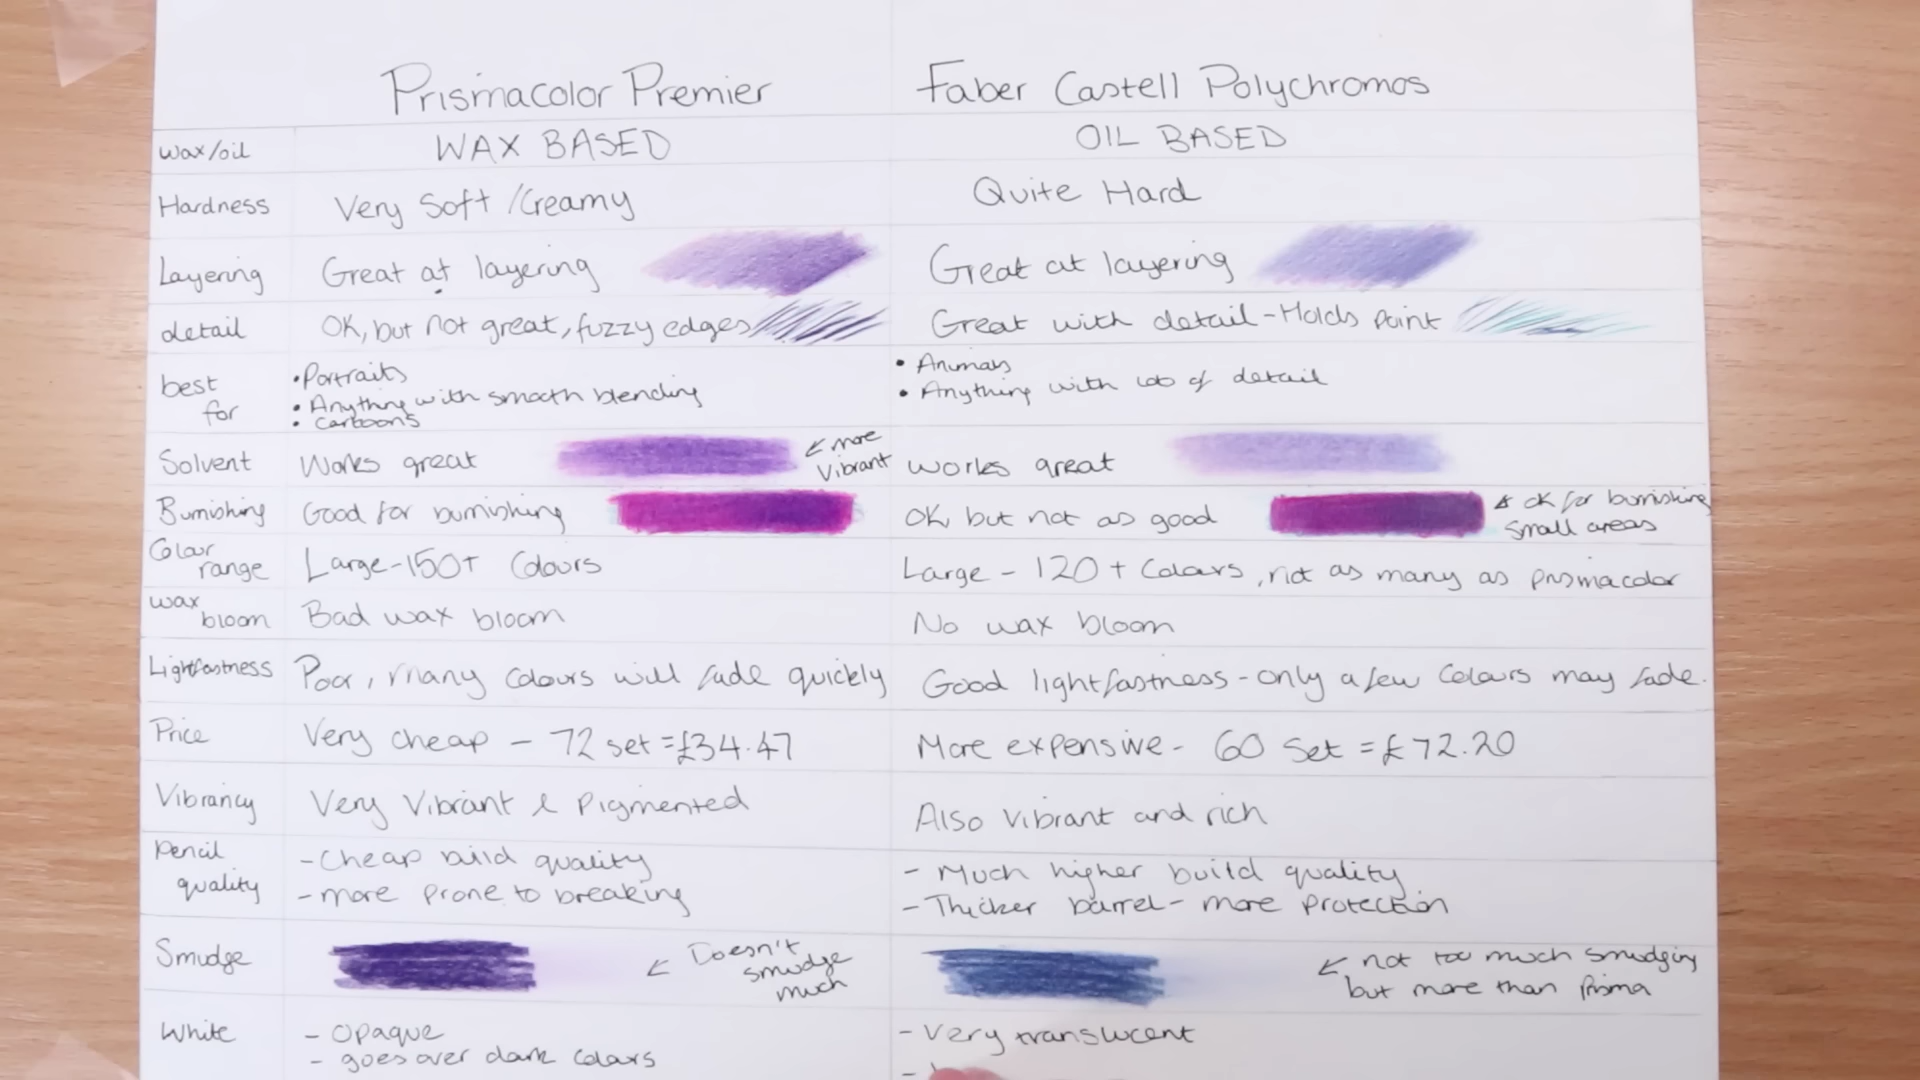 Prismacolor Premier
Faber Castell Polychromos
wax/oil
WAX BASED
OIL BASED
Hardness
Very Soft /Creamy
Quite Hard
Layering
Great at layering
Great at layering
detail
OK, but not great, fuzzy edges
Great with detail - Holds point
best
for
• Portraits
• Anything with smooth blending
• Cartoons
• Animals
• Anything with lots of detail
Solvent
Works great
← more
vibrant
works great
Burnishing
Good for burnishing
OK, but not as good
← ok for burnishing
small areas
Colour
range
Large - 150+ Colours
Large - 120 + Colours, not as many as prismacolor
wax
bloom
Bad wax bloom
No wax bloom
Lightfastness
Poor, many colours will fade quickly
Good lightfastness - only a few colours may fade.
Price
Very cheap - 72 set = £34.47
More expensive - 60 Set = £72.20
Vibrancy
Very Vibrant & Pigmented
Also vibrant and rich
Pencil
quality
- Cheap build quality
- more prone to breaking
- Much higher build quality
- Thicker barrel - more protection
Smudge
← Doesn't
smudge
much
← not too much smudging
but more than Prisma
White
- Opaque
- goes over dark colours
- Very translucent
-